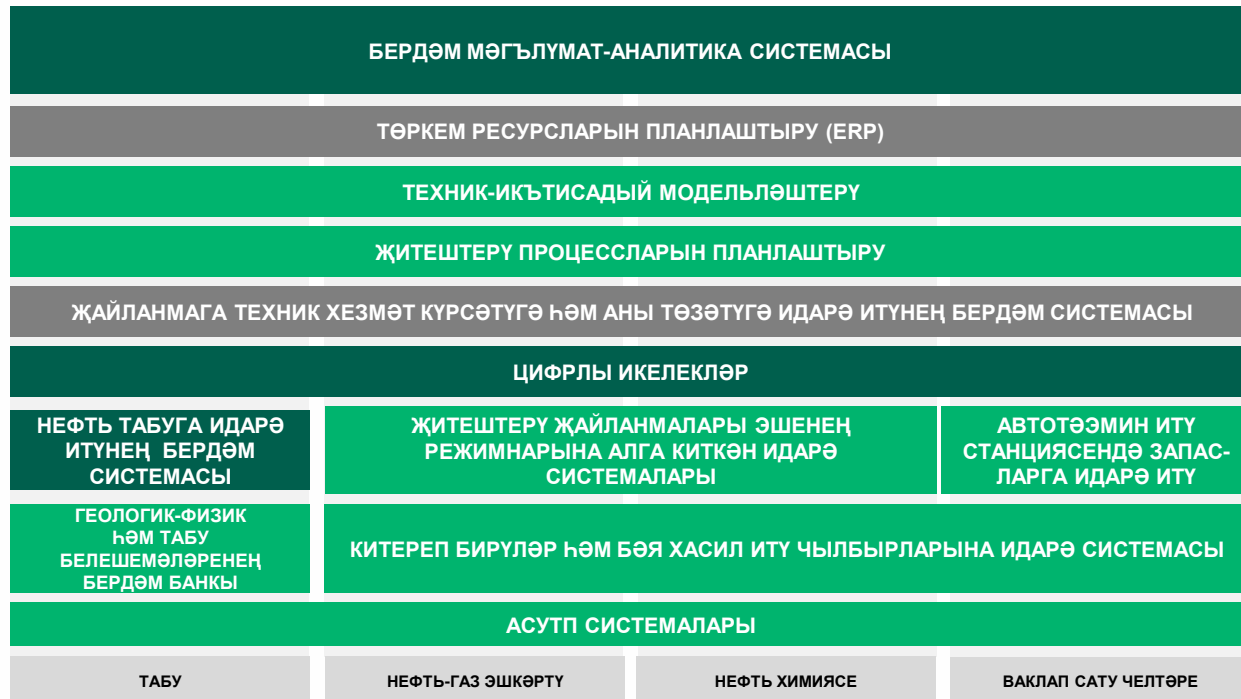 БЕРДӘМ МӘГЪЛҮМАТ-АНАЛИТИКА СИСТЕМАСЫ
ТӨРКЕМ РЕСУРСЛАРЫН ПЛАНЛАШТЫРУ (ERP)
ТЕХНИК-ИКЪТИСАДЫЙ МОДЕЛЬЛӘШТЕРҮ
ҖИТЕШТЕРҮ ПРОЦЕССЛАРЫН ПЛАНЛАШТЫРУ
ҖАЙЛАНМАГА ТЕХНИК ХЕЗМӘТ КҮРСӘТҮГӘ ҺӘМ АНЫ ТӨЗӘТҮГӘ ИДАРӘ ИТҮНЕҢ БЕРДӘМ СИСТЕМАСЫ
ЦИФРЛЫ ИКЕЛЕКЛӘР
НЕФТЬ ТАБУГА ИДАРӘ
ИТҮНЕҢ БЕРДӘМ
СИСТЕМАСЫ
ҖИТЕШТЕРҮ ҖАЙЛАНМАЛАРЫ ЭШЕНЕҢ
РЕЖИМНАРЫНА АЛГА КИТКӘН ИДАРӘ
СИСТЕМАЛАРЫ
АВТОТӘЭМИН ИТҮ
СТАНЦИЯСЕНДӘ ЗАПАС-
ЛАРГА ИДАРӘ ИТҮ
ГЕОЛОГИК-ФИЗИК
ҺӘМ ТАБУ
БЕЛЕШЕМӘЛӘРЕНЕҢ
БЕРДӘМ БАНКЫ
КИТЕРЕП БИРҮЛӘР ҺӘМ БӘЯ ХАСИЛ ИТҮ ЧЫЛБЫРЛАРЫНА ИДАРӘ СИСТЕМАСЫ
АСУТП СИСТЕМАЛАРЫ
ТАБУ
НЕФТЬ-ГАЗ ЭШКӘРТҮ
НЕФТЬ ХИМИЯСЕ
ВАКЛАП САТУ ЧЕЛТӘРЕ